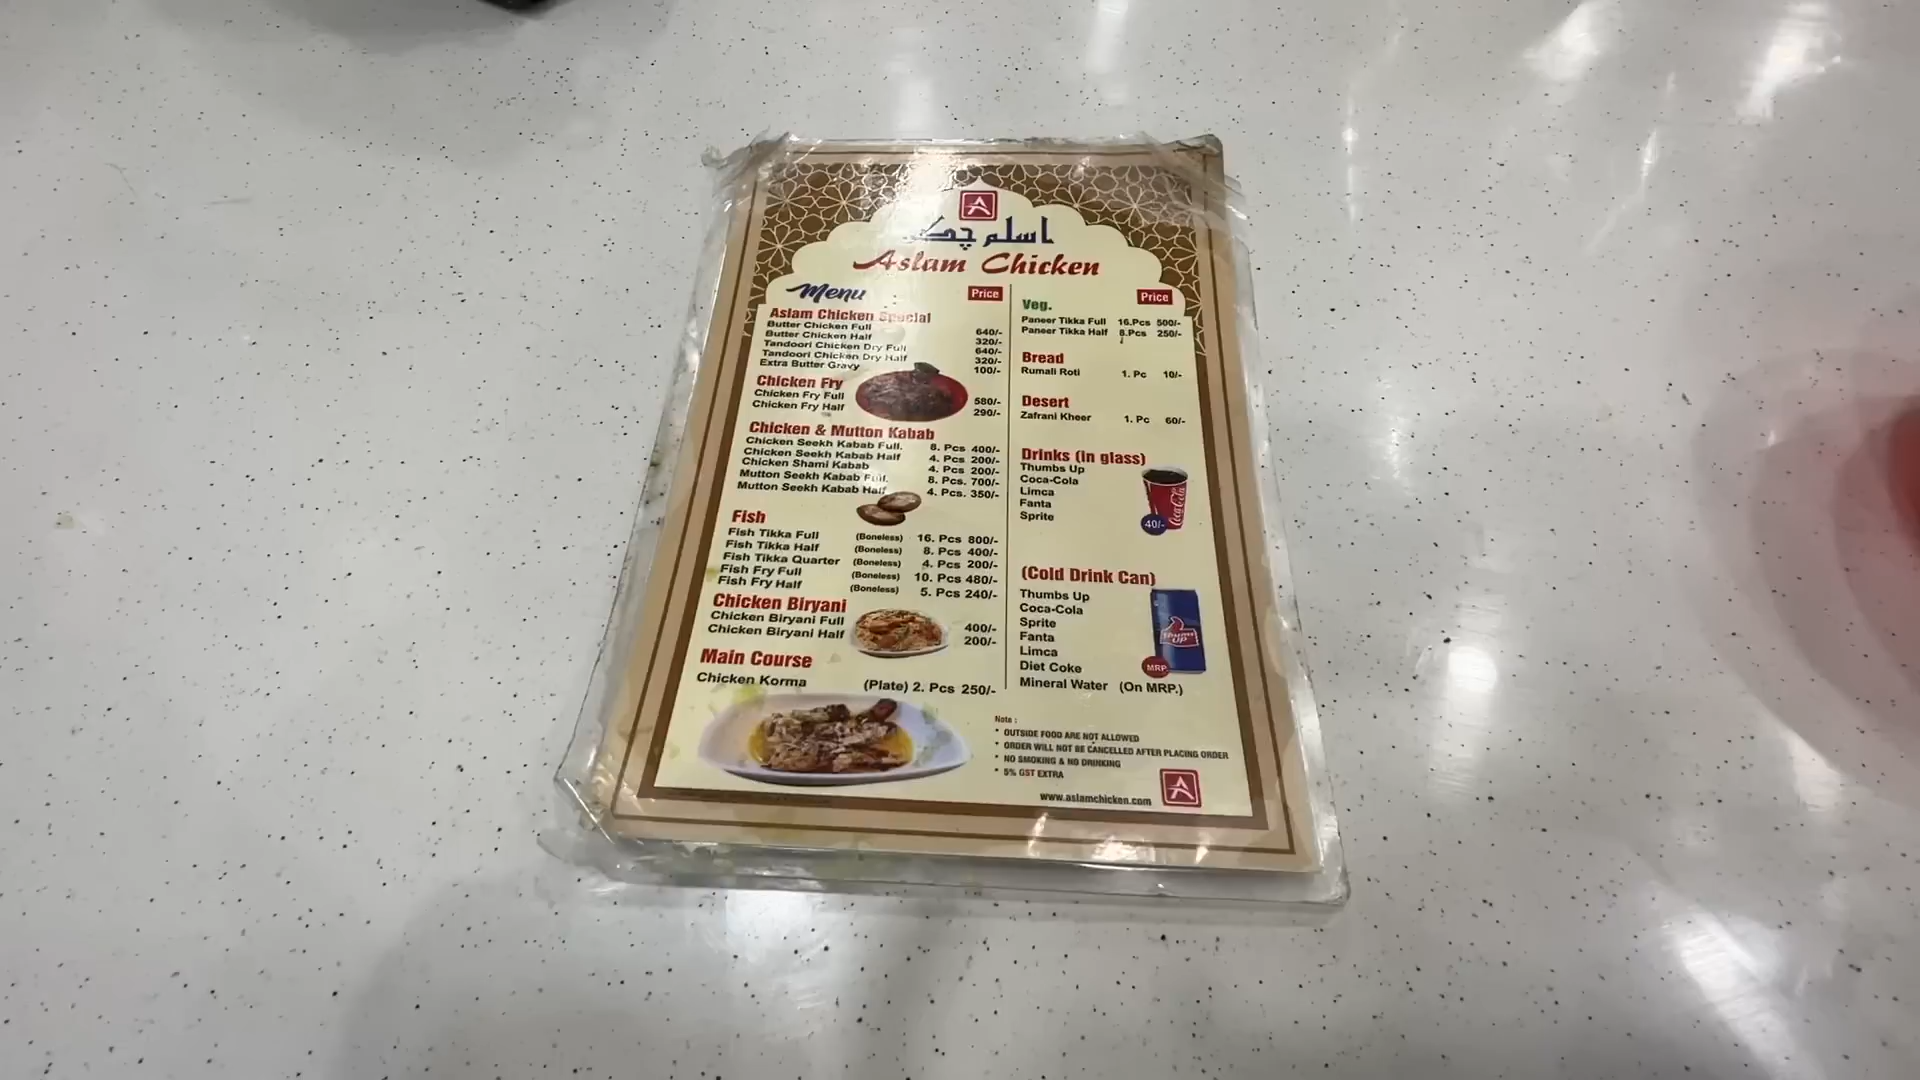 اسلم چکن
Aslam Chicken
Menu Price
Aslam Chicken Special
Butter Chicken Full 640/-
Butter Chicken Half 320/-
Tandoori Chicken Dry Full 640/-
Tandoori Chicken Dry Half 320/-
Extra Butter Gravy 100/-
Chicken Fry
Chicken Fry Full 580/-
Chicken Fry Half 290/-
Chicken & Mutton Kabab
Chicken Seekh Kabab Full. 8. Pcs 400/-
Chicken Seekh Kabab Half 4. Pcs 200/-
Chicken Shami Kabab 4. Pcs 200/-
Mutton Seekh Kabab Full. 8. Pcs. 700/-
Mutton Seekh Kabab Half 4. Pcs. 350/-
Fish
Fish Tikka Full (Boneless) 16. Pcs 800/-
Fish Tikka Half (Boneless) 8. Pcs 400/-
Fish Tikka Quarter (Boneless) 4. Pcs 200/-
Fish Fry Full (Boneless) 10. Pcs 480/-
Fish Fry Half (Boneless) 5. Pcs 240/-
Chicken Biryani
Chicken Biryani Full 400/-
Chicken Biryani Half 200/-
Main Course
Chicken Korma (Plate) 2. Pcs 250/-
Veg. Price
Paneer Tikka Full 16.Pcs 500/-
Paneer Tikka Half 8.Pcs 250/-
Bread
Rumali Roti 1. Pc 10/-
Desert
Zafrani Kheer 1. Pc 60/-
Drinks (in glass)
Thumbs Up
Coca-Cola
Limca
Fanta
Sprite
Coca-Cola
40/-
(Cold Drink Can)
Thumbs Up
Coca-Cola
Sprite
Fanta
Limca
Diet Coke
Mineral Water (On MRP.)
Thums Up
MRP.
Note :
* OUTSIDE FOOD ARE NOT ALLOWED
* ORDER WILL NOT BE CANCELLED AFTER PLACING ORDER
* NO SMOKING & NO DRINKING
* 5% GST EXTRA
www.aslamchicken.com